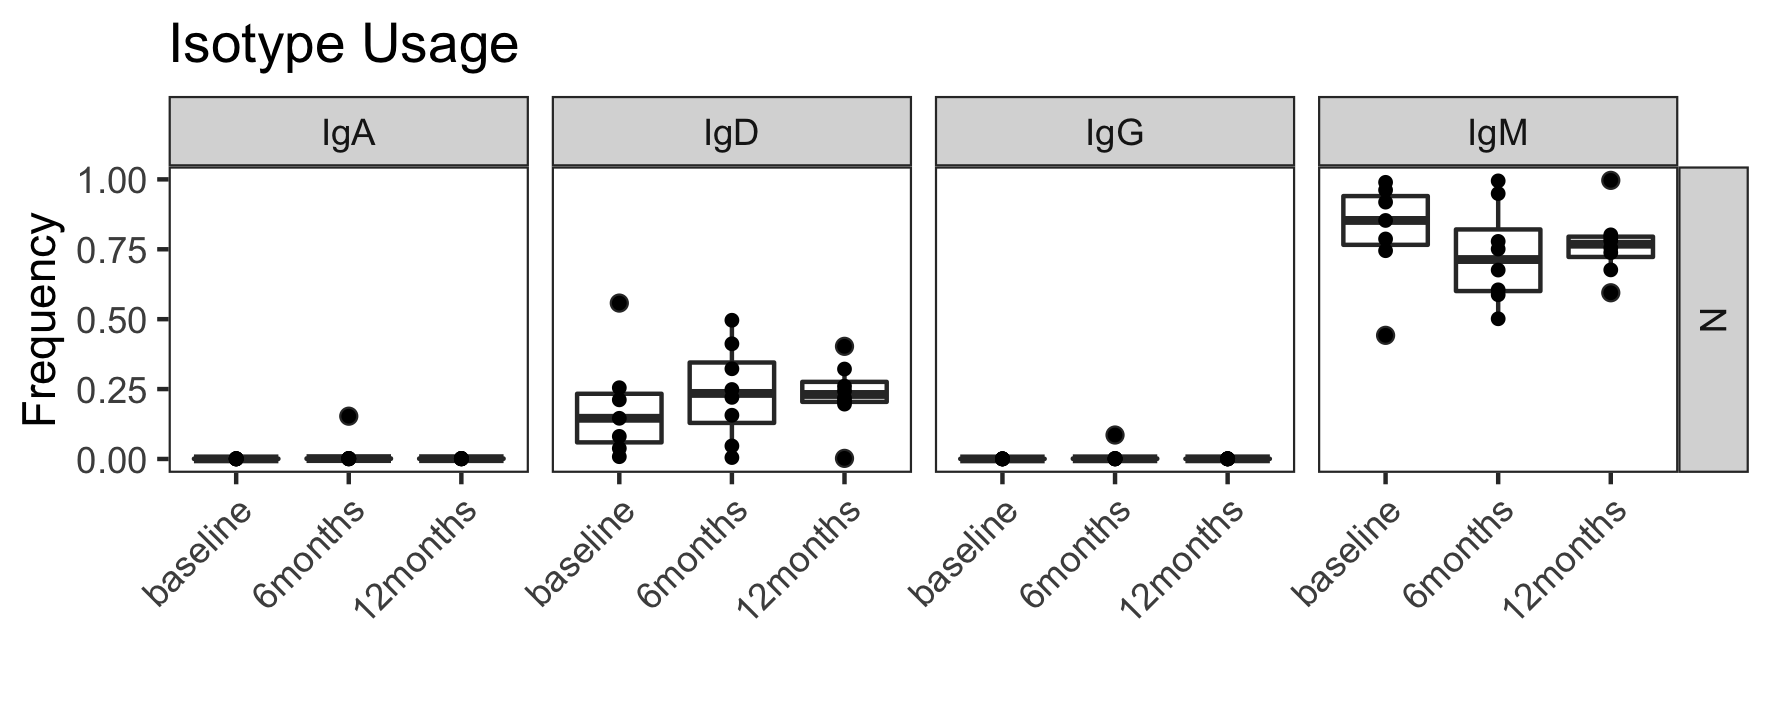 Isotype Usage
IgA IgD IgG IgM
1.00
0.75
0.50
0.25
0.00
Frequency
N
baseline 6months 12months baseline 6months 12months baseline 6months 12months baseline 6months 12months